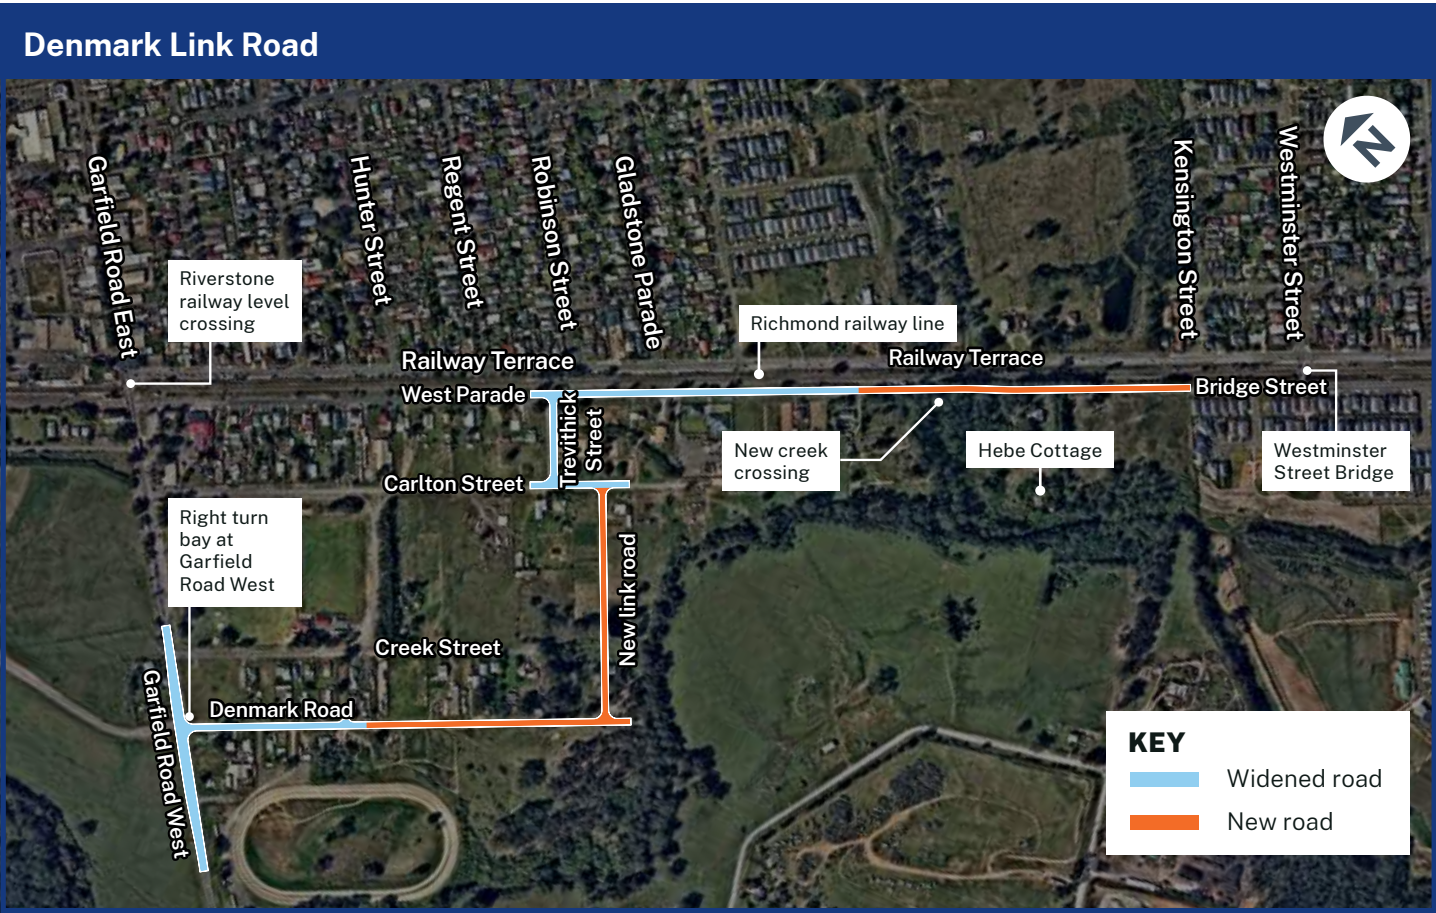 Denmark Link Road
N
Garfield Road East
Hunter Street
Regent Street
Robinson Street
Gladstone Parade
Kensington Street
Westminster Street
Riverstone
railway level
crossing
Richmond railway line
Railway Terrace
Railway Terrace
West Parade
Bridge Street
Trevithick
Street
New creek
crossing
Hebe Cottage
Westminster
Street Bridge
Carlton Street
Right turn
bay at
Garfield
Road West
New link road
Creek Street
Denmark Road
Garfield Road West
KEY
Widened road
New road